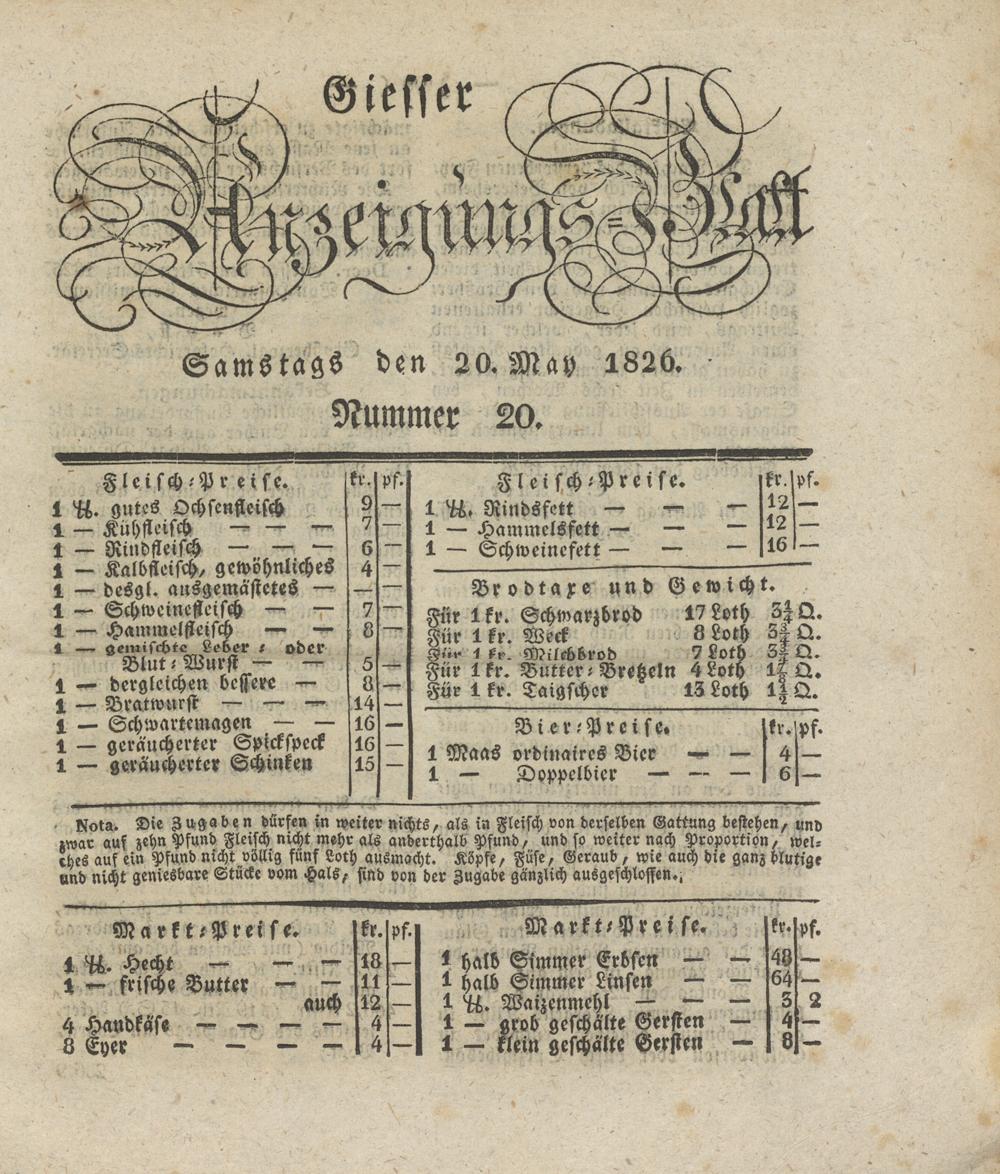 Giesser
Anzeigungs-Blatt
Samstags den 20. May 1826.
Nummer 20.
Fleisch-Preise. kr. pf.
1 ℔. gutes Ochsenfleisch 9 —
1 — Kühfleisch — — — 7 —
1 — Rindfleisch — — — 6 —
1 — Kalbfleisch, gewöhnliches 4 —
1 — desgl. ausgemästetes — — —
1 — Schweinefleisch — — 7 —
1 — Hammelfleisch — — 8 —
1 — gemischte Leber- oder
Blut-Wurst — — 5 —
1 — dergleichen bessere — 8 —
1 — Bratwurst — — — 14 —
1 — Schwartemagen — — 16 —
1 — geräucherter Spickspeck 16 —
1 — geräucherter Schinken 15 —
Fleisch-Preise. kr. pf.
1 ℔. Rindsfett — — — 12 —
1 — Hammelsfett — — — 12 —
1 — Schweinefett — — — 16 —
Brodtaxe und Gewicht.
Für 1 kr. Schwarzbrod 17 Loth 3¼ Q.
Für 1 kr. Weck 8 Loth 3¾ Q.
Für 1 kr. Milchbrod 7 Loth Q.
Für 1 kr. Butter-Bretzeln 4 Loth Q.
Für 1 kr. Taigscher 13 Loth 1½ Q.
Bier-Preise. kr. pf.
1 Maas ordinaires Bier — — 4 —
1 — Doppelbier — — — 6 —
Nota. Die Zugaben dürfen in weiter nichts, als in Fleisch von derselben Gattung bestehen, und
zwar auf zehn Pfund Fleisch nicht mehr als anderthalb Pfund, und so weiter nach Proportion, wel-
ches auf ein Pfund nicht völlig fünf Loth ausmacht. Köpfe, Füse, Geraub, wie auch die ganz blutige
und nicht geniesbare Stücke vom Hals, sind von der Zugabe gänzlich ausgeschlossen.
Markt-Preise. kr. pf.
1 ℔. Hecht — — — 18 —
1 — frische Butter — — 11 —
auch 12 —
4 Handkäse — — — — 4 —
8 Eyer — — — — 4 —
Markt-Preise. kr. pf.
1 halb Simmer Erbsen — — 48 —
1 halb Simmer Linsen — — 64 —
1 ℔. Waizenmehl — — — 3 2
1 — grob geschälte Gersten — 4 —
1 — klein geschälte Gersten — 8 —